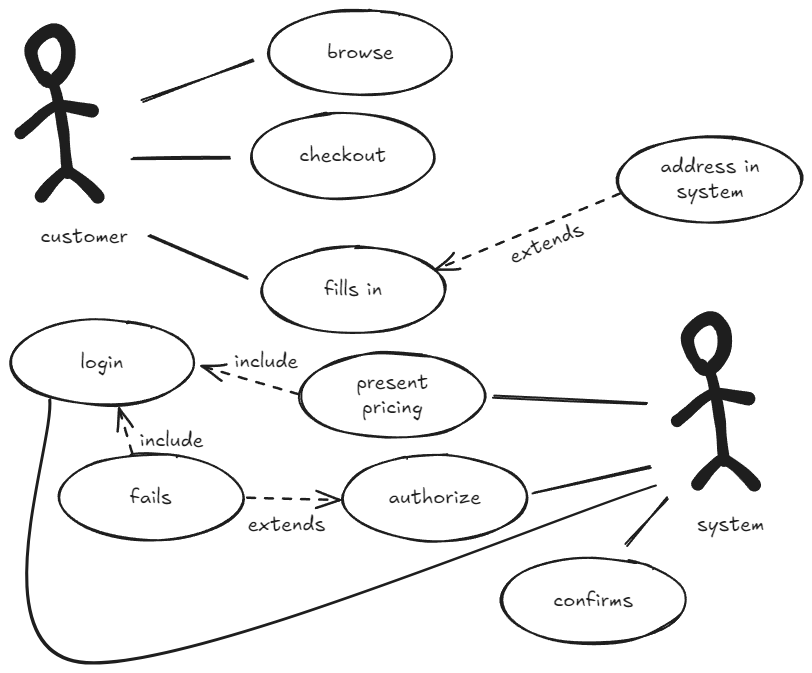 browse
checkout
address in
system
customer
extends
fills in
login
include
present
pricing
include
fails
extends
authorize
system
confirms